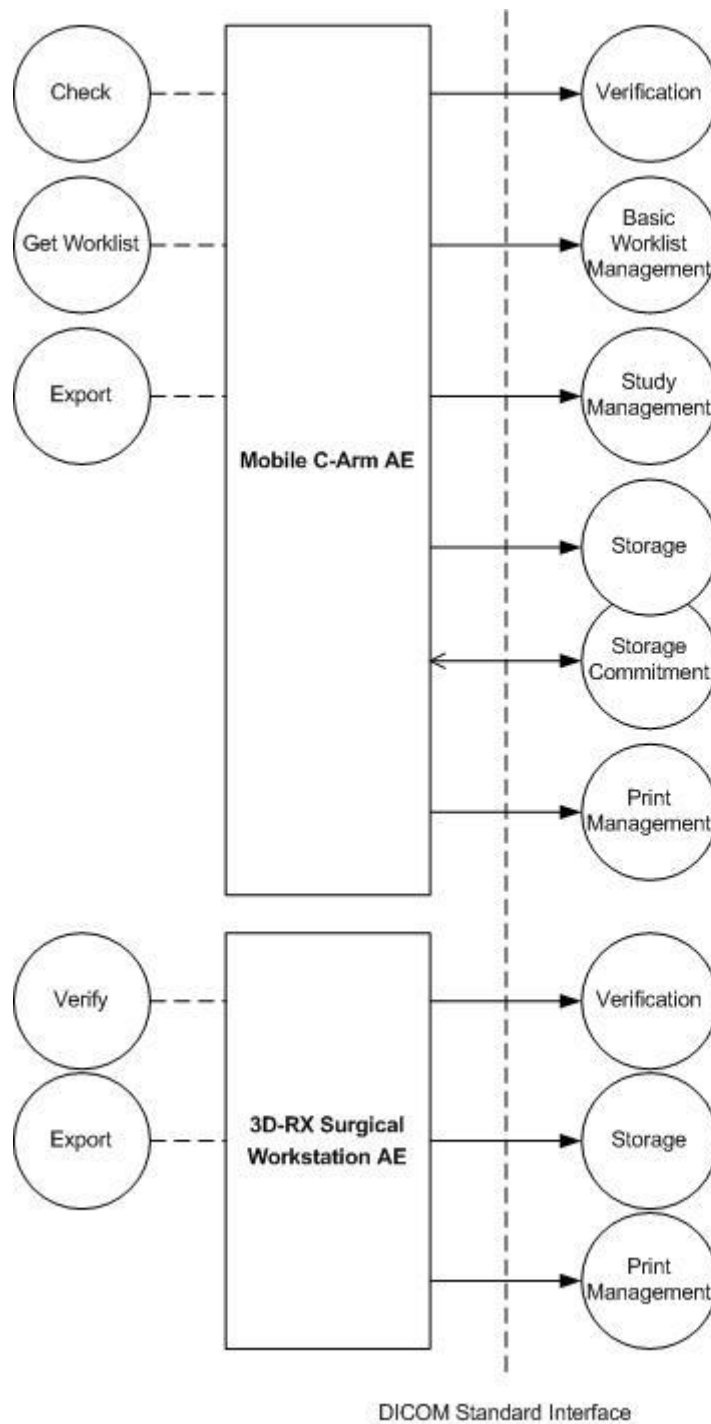 Check
Verification
Get Worklist
Basic
Worklist
Management
Export
Study
Management
Mobile C-Arm AE
Storage
Storage
Commitment
Print
Management
Verify
Verification
3D-RX Surgical
Workstation AE
Export
Storage
Print
Management
DICOM Standard Interface